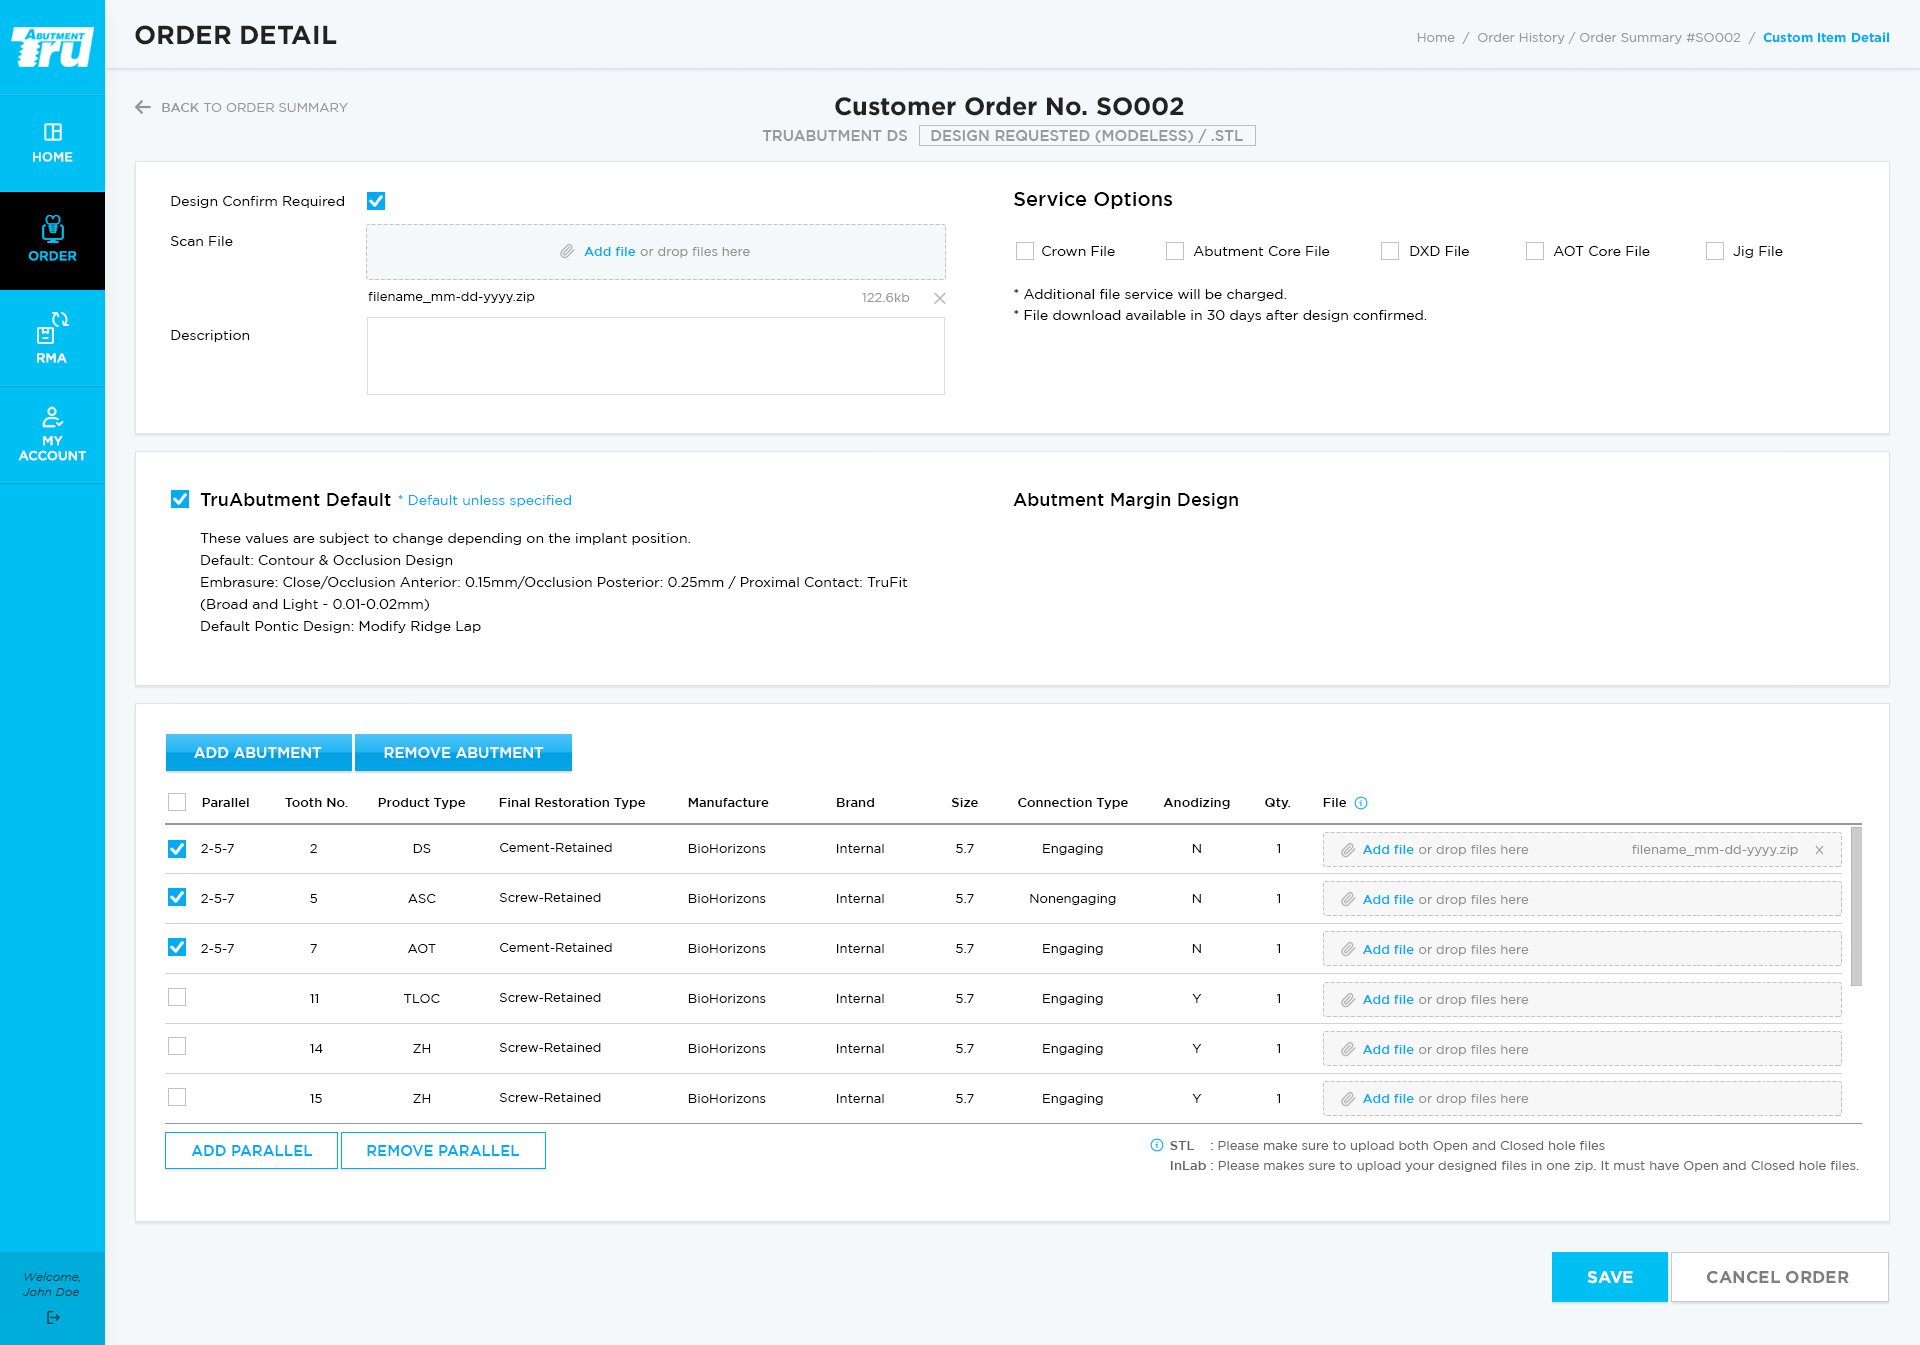 ABUTMENT
Tru
HOME
ORDER
RMA
MY
ACCOUNT
Welcome,
John Doe
ORDER DETAIL
Home / Order History / Order Summary #SO002 / Custom Item Detail
BACK TO ORDER SUMMARY
Customer Order No. SO002
TRUABUTMENT DS DESIGN REQUESTED (MODELESS) / .STL
Design Confirm Required
Scan File
Add file or drop files here
filename_mm-dd-yyyy.zip 122.6kb
Description
Service Options
Crown File Abutment Core File DXD File AOT Core File Jig File
* Additional file service will be charged.
* File download available in 30 days after design confirmed.
TruAbutment Default * Default unless specified
These values are subject to change depending on the implant position.
Default: Contour & Occlusion Design
Embrasure: Close/Occlusion Anterior: 0.15mm/Occlusion Posterior: 0.25mm / Proximal Contact: TruFit
(Broad and Light - 0.01-0.02mm)
Default Pontic Design: Modify Ridge Lap
Abutment Margin Design
ADD ABUTMENT REMOVE ABUTMENT
Parallel Tooth No. Product Type Final Restoration Type Manufacture Brand Size Connection Type Anodizing Qty. File
2-5-7 2 DS Cement-Retained BioHorizons Internal 5.7 Engaging N 1 Add file or drop files here filename_mm-dd-yyyy.zip X
2-5-7 5 ASC Screw-Retained BioHorizons Internal 5.7 Nonengaging N 1 Add file or drop files here
2-5-7 7 AOT Cement-Retained BioHorizons Internal 5.7 Engaging N 1 Add file or drop files here
11 TLOC Screw-Retained BioHorizons Internal 5.7 Engaging Y 1 Add file or drop files here
14 ZH Screw-Retained BioHorizons Internal 5.7 Engaging Y 1 Add file or drop files here
15 ZH Screw-Retained BioHorizons Internal 5.7 Engaging Y 1 Add file or drop files here
ADD PARALLEL REMOVE PARALLEL
STL : Please make sure to upload both Open and Closed hole files
InLab : Please makes sure to upload your designed files in one zip. It must have Open and Closed hole files.
SAVE CANCEL ORDER